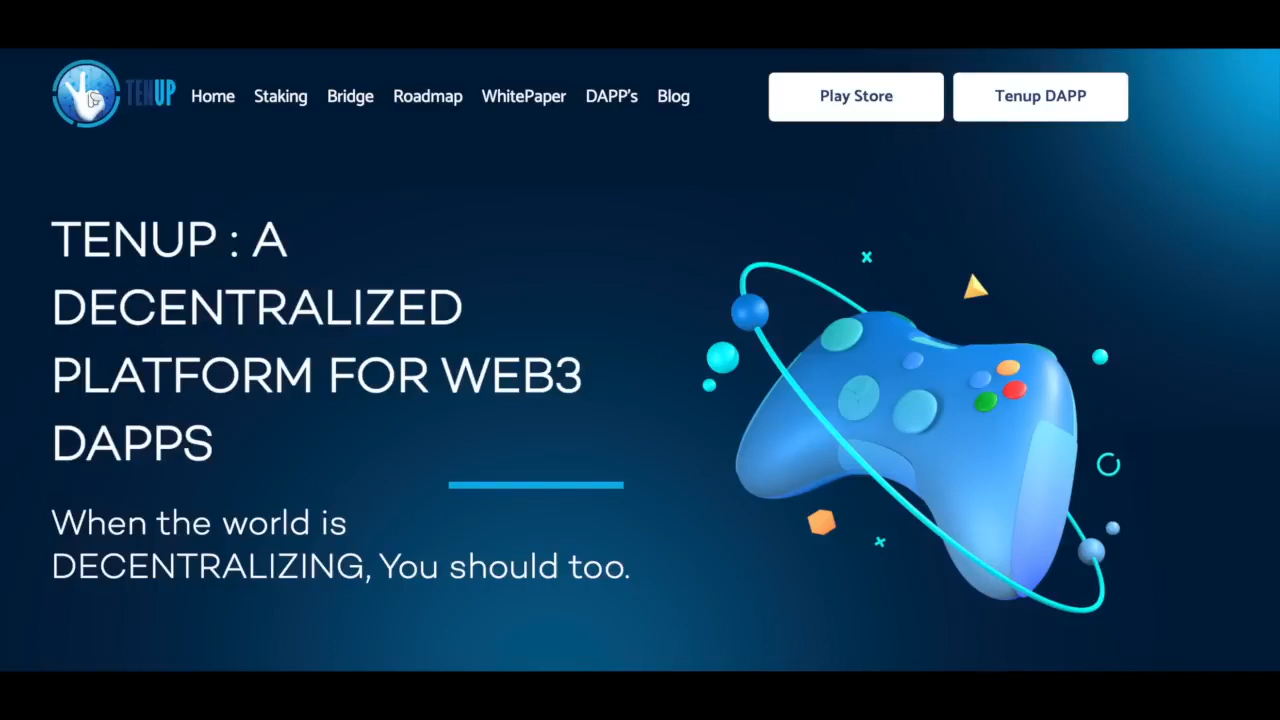 TENUP
Home Staking Bridge Roadmap WhitePaper DAPP's Blog
Play Store Tenup DAPP
TENUP : A
DECENTRALIZED
PLATFORM FOR WEB3
DAPPS
When the world is
DECENTRALIZING, You should too.